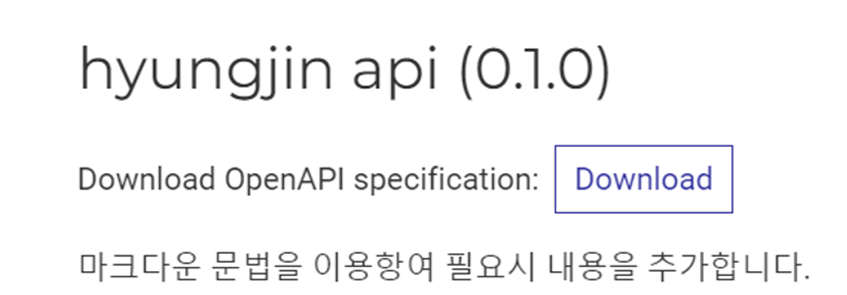 hyungjin api (0.1.0)
Download OpenAPI specification: Download
마크다운 문법을 이용항여 필요시 내용을 추가합니다.